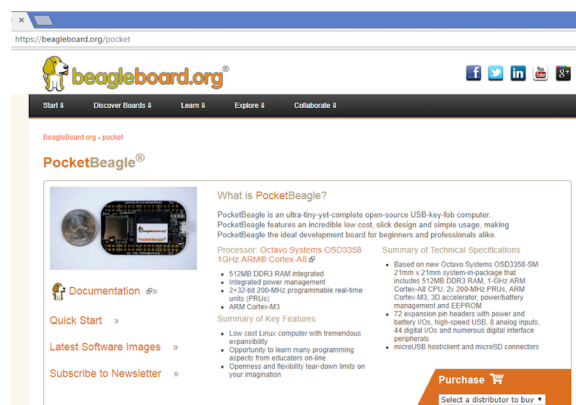 https://beagleboard.org/pocket
beagleboard.org®
Start ⇩ Discover Boards ⇩ Learn ⇩ Explore ⇩ Collaborate ⇩
BeagleBoard.org › pocket
PocketBeagle®
What is PocketBeagle?
PocketBeagle is an ultra-tiny-yet-complete open-source USB-key-fob computer.
PocketBeagle features an incredible low cost, slick design and simple usage, making
PocketBeagle the ideal development board for beginners and professionals alike.
Processor: Octavo Systems OSD3358
1GHz ARM® Cortex-A8
• 512MB DDR3 RAM integrated
• Integrated power management
• 2×32-bit 200-MHz programmable real-time
units (PRUs)
• ARM Cortex-M3
Summary of Key Features
• Low cost Linux computer with tremendous
expansibility
• Opportunity to learn many programming
aspects from educators on-line
• Openness and flexibility tear-down limits on
your imagination
Summary of Technical Specifications
• Based on new Octavo Systems OSD3358-SM
21mm x 21mm system-in-package that
includes 512MB DDR3 RAM, 1-GHz ARM
Cortex-A8 CPU, 2x 200-MHz PRUs, ARM
Cortex-M3, 3D accelerator, power/battery
management and EEPROM
• 72 expansion pin headers with power and
battery I/Os, high-speed USB, 8 analog inputs,
44 digital I/Os and numerous digital interface
peripherals
• microUSB host/client and microSD connectors
Documentation »
Quick Start »
Latest Software Images »
Subscribe to Newsletter »
Purchase
Select a distributor to buy